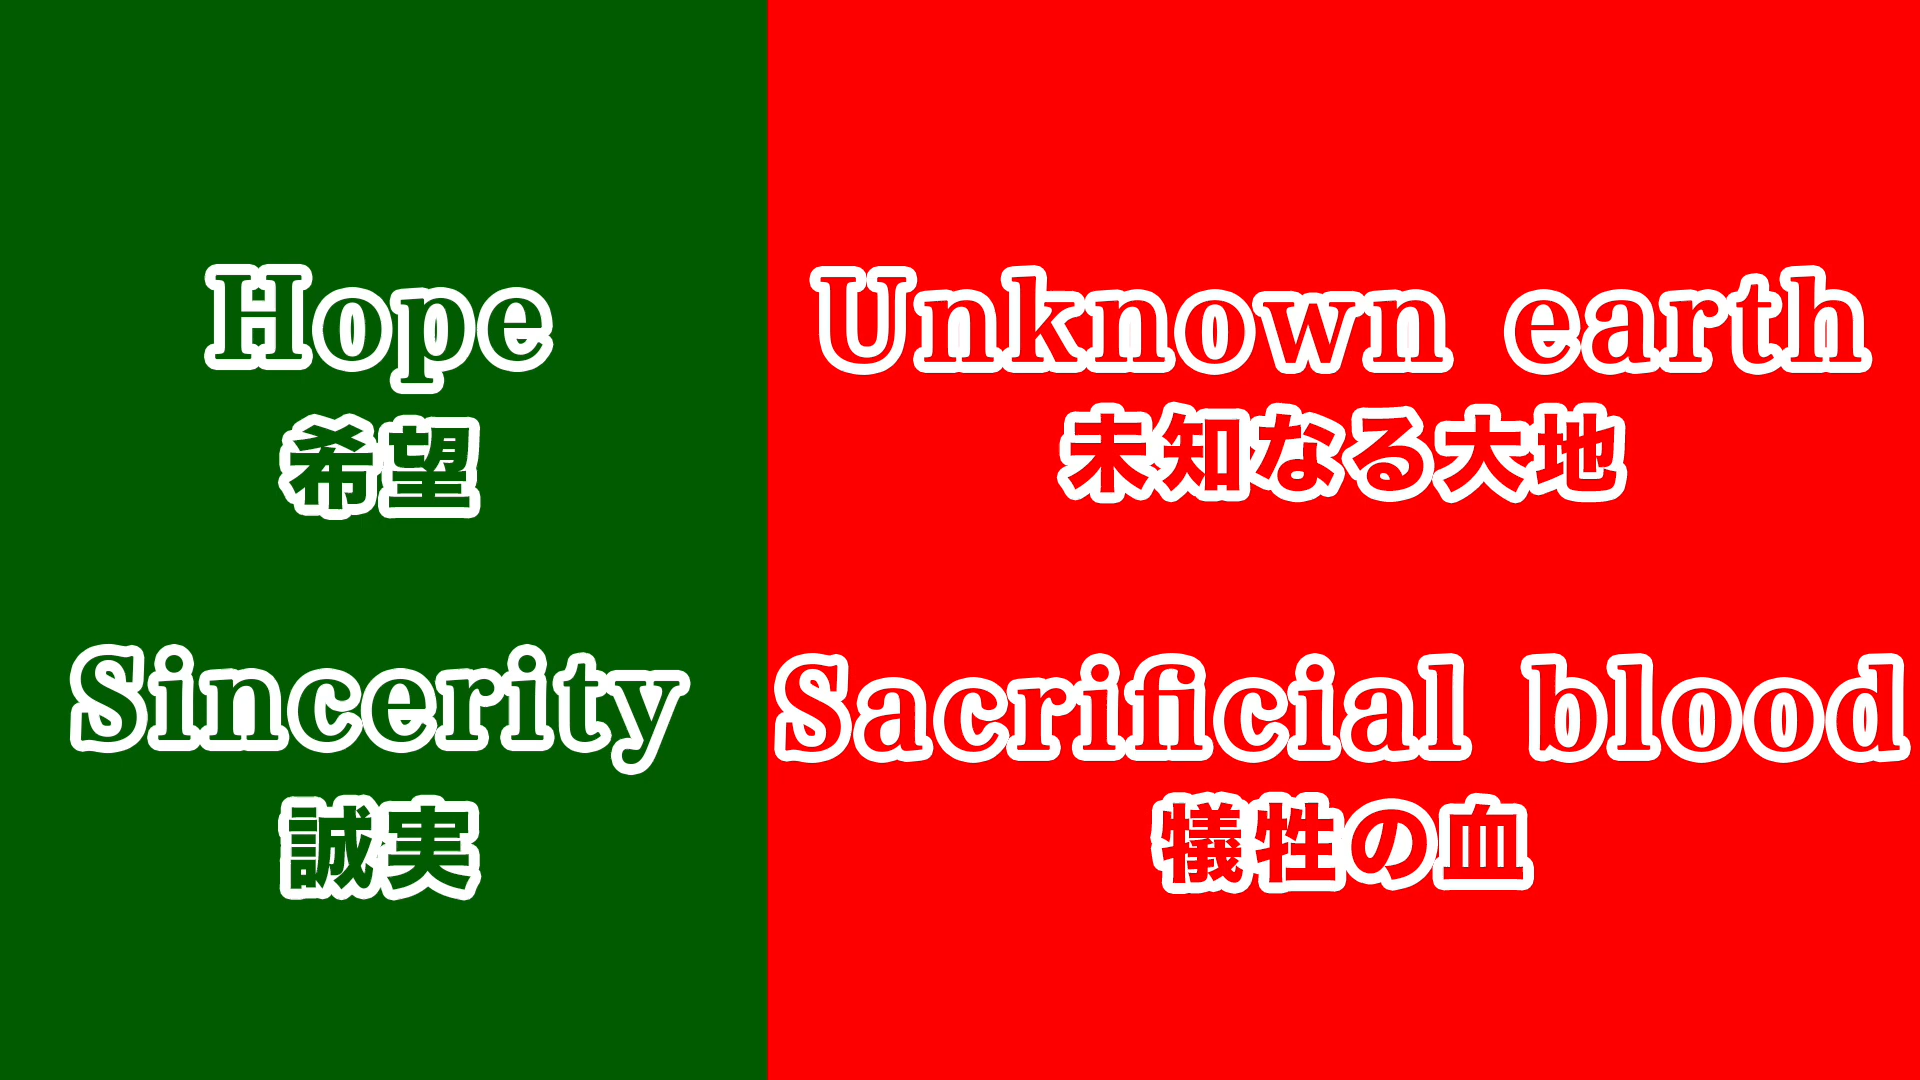 Hope
希望
Sincerity
誠実
Unknown earth
未知なる大地
Sacrificial blood
犠牲の血